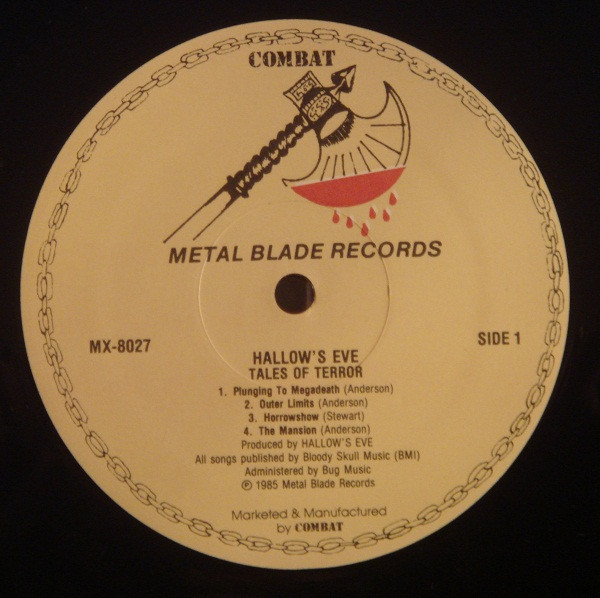 COMBAT
METAL BLADE RECORDS
MX-8027
SIDE 1
HALLOW'S EVE
TALES OF TERROR
1. Plunging To Megadeath (Anderson)
2. Outer Limits (Anderson)
3. Horrowshow (Stewart)
4. The Mansion (Anderson)
Produced by HALLOW'S EVE
All songs published by Bloody Skull Music (BMI)
Administered by Bug Music
℗ 1985 Metal Blade Records
Marketed & Manufactured
by COMBAT